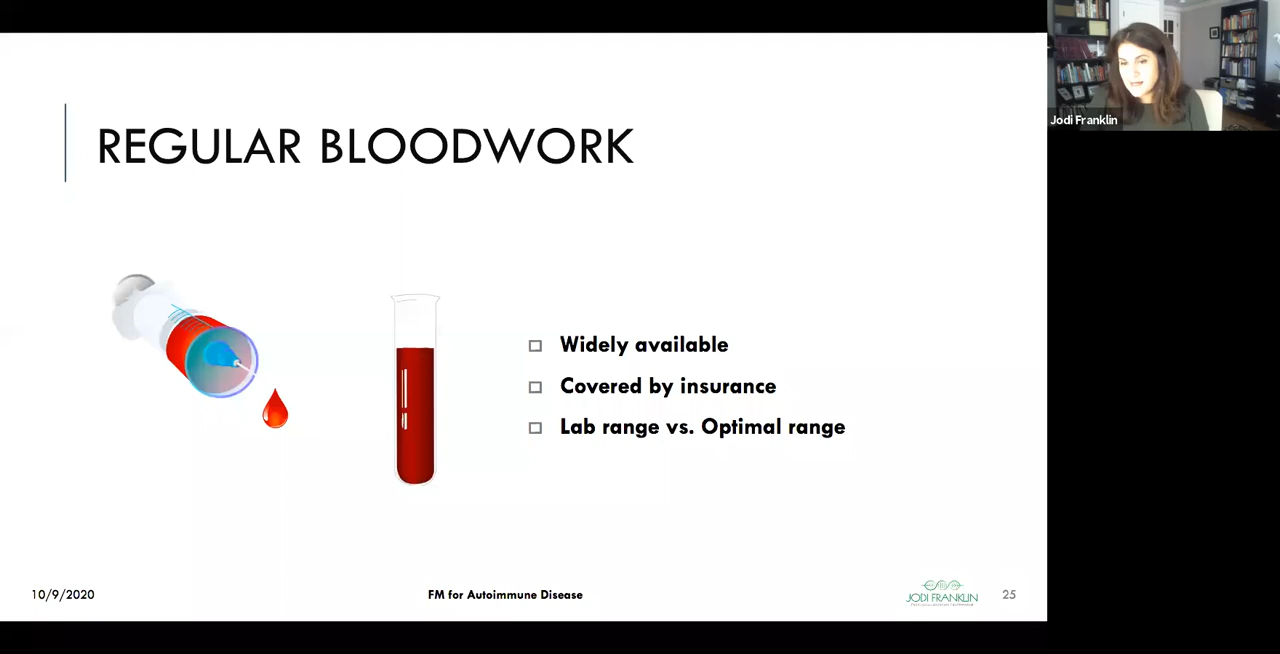 Jodi Franklin
REGULAR BLOODWORK
Widely available
Covered by insurance
Lab range vs. Optimal range
10/9/2020
FM for Autoimmune Disease
JODI FRANKLIN
25